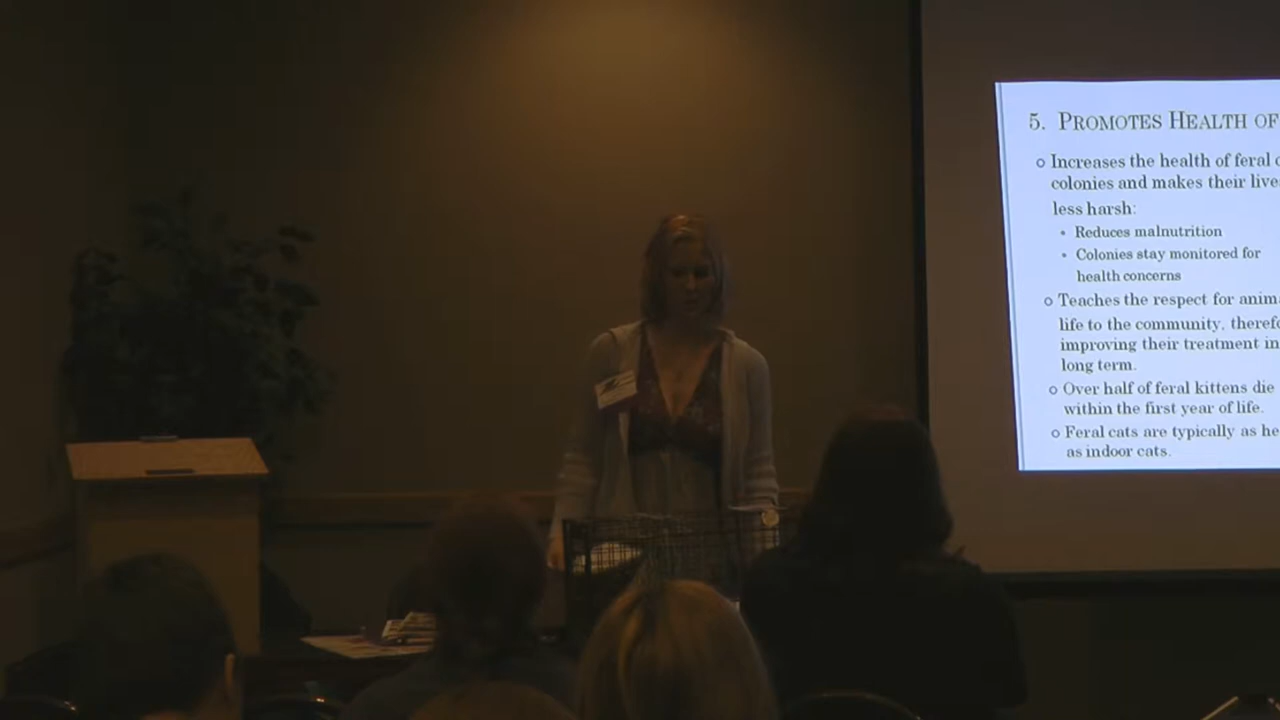 5. PROMOTES HEALTH OF
Increases the health of feral
colonies and makes their
less harsh:
Reduces malnutrition
Colonies stay monitored for
health concerns
Teaches the respect for
life to the community,
improving their treatment in
long term.
Over half of feral kittens die
within the first year of life.
Feral cats are typically as
as indoor cats.